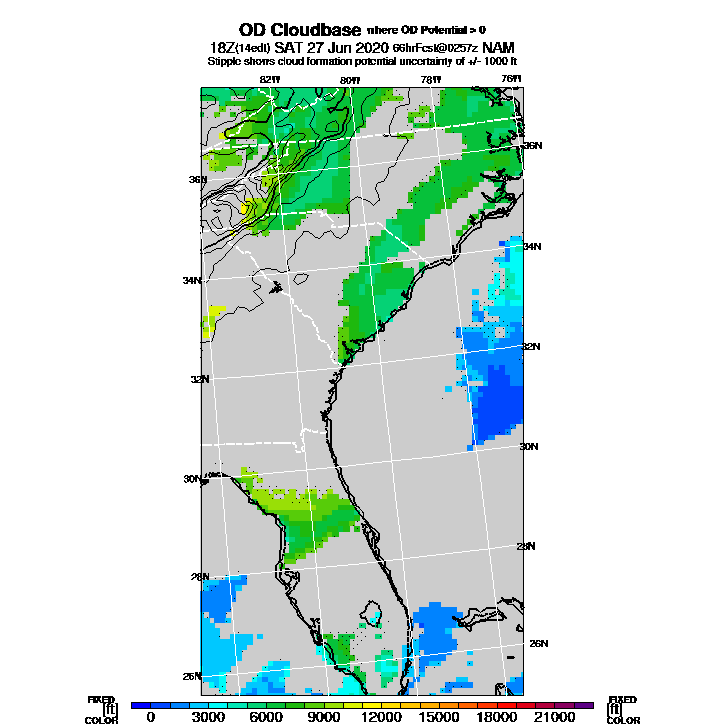 OD Cloudbase where OD Potential > 0
18Z(14edt) SAT 27 Jun 2020 66hrFcst@0257z NAM
Stipple shows cloud formation potential uncertainty of +/- 1000 ft
82W 80W 78W 76W
36N
36N
34N
34N
32N
32N
30N
30N
28N
28N
26N
26N
FIXED FIXED
[ft] [ft]
COLOR COLOR
0 3000 6000 9000 12000 15000 18000 21000